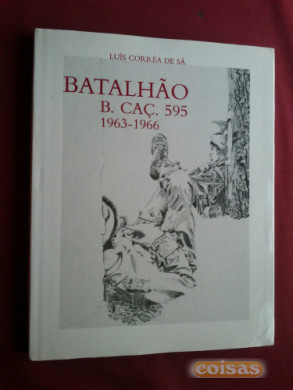 LUÍS CORRÊA DE SÁ
BATALHÃO
B. CAÇ. 595
1963-1966
coisas